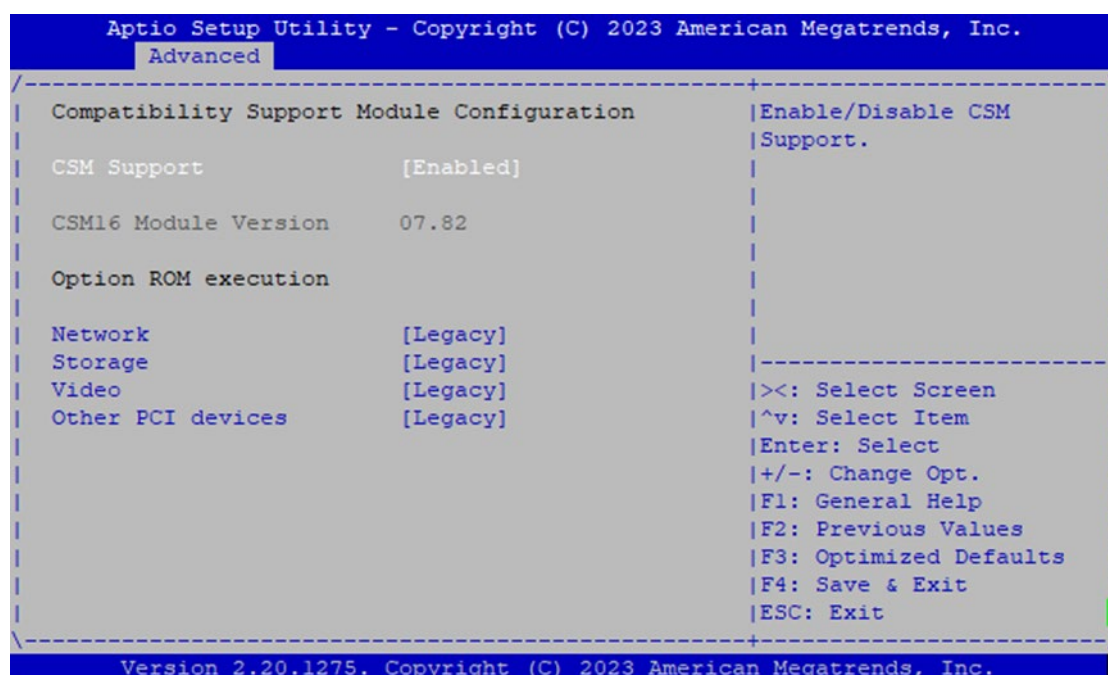 Aptio Setup Utility - Copyright (C) 2023 American Megatrends, Inc.
Advanced
Compatibility Support Module Configuration
CSM Support [Enabled]
CSM16 Module Version 07.82
Option ROM execution
Network [Legacy]
Storage [Legacy]
Video [Legacy]
Other PCI devices [Legacy]
Enable/Disable CSM
Support.
><: Select Screen
^v: Select Item
Enter: Select
+/-: Change Opt.
F1: General Help
F2: Previous Values
F3: Optimized Defaults
F4: Save & Exit
ESC: Exit
Version 2.20.1275. Copyright (C) 2023 American Megatrends, Inc.